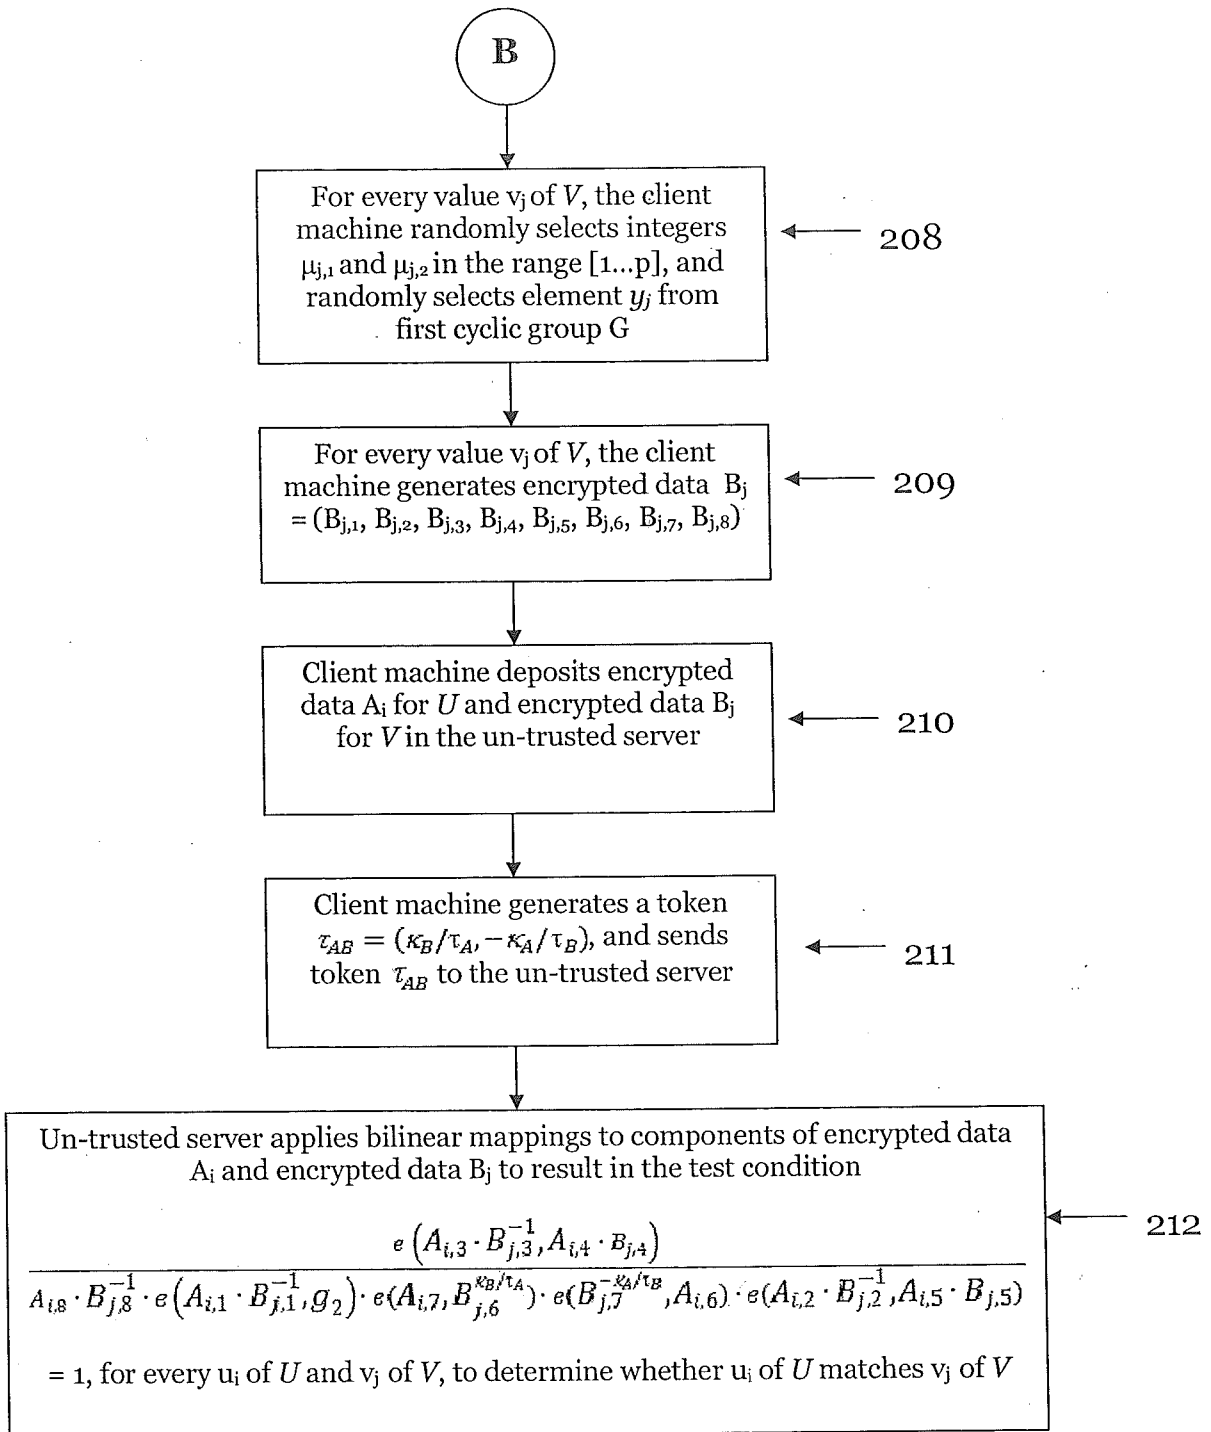 B
For every value vj of V, the client
machine randomly selects integers
μj,1 and μj,2 in the range [1...p], and
randomly selects element yj from
first cyclic group G
208
For every value vj of V, the client
machine generates encrypted data Bj
= (Bj,1, Bj,2, Bj,3, Bj,4, Bj,5, Bj,6, Bj,7, Bj,8)
209
Client machine deposits encrypted
data Ai for U and encrypted data Bj
for V in the un-trusted server
210
Client machine generates a token
τAB = (κB/τA, −κA/τB), and sends
token τAB to the un-trusted server
211
Un-trusted server applies bilinear mappings to components of encrypted data
Ai and encrypted data Bj to result in the test condition
e(Ai,3 · Bj,3^−1, Ai,4 · Bj,4)
Ai,8 · Bj,8^−1 · e(Ai,1 · Bj,1^−1, g2) · e(Ai,7, Bj,6^κB/τA) · e(Bj,7^−κA/τB, Ai,6) · e(Ai,2 · Bj,2^−1, Ai,5 · Bj,5)
= 1, for every ui of U and vj of V, to determine whether ui of U matches vj of V
212